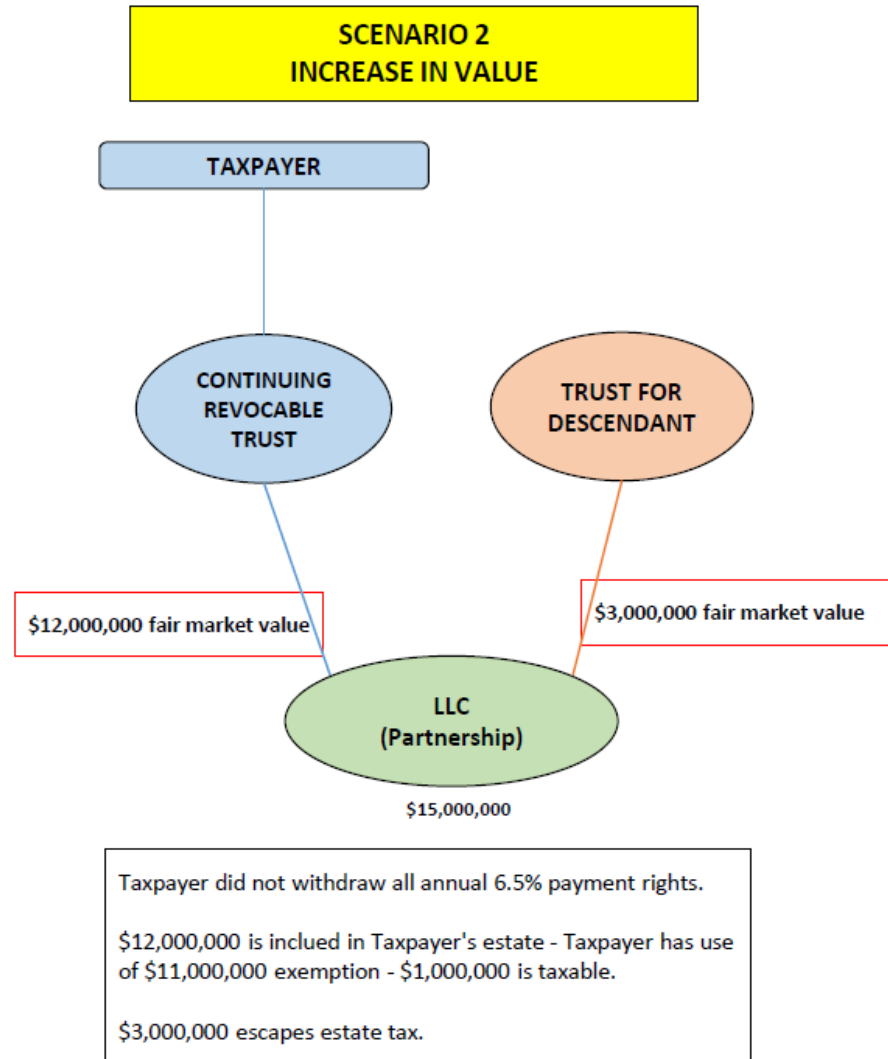 SCENARIO 2
INCREASE IN VALUE
TAXPAYER
CONTINUING
REVOCABLE
TRUST
TRUST FOR
DESCENDANT
$12,000,000 fair market value
$3,000,000 fair market value
LLC
(Partnership)
$15,000,000
Taxpayer did not withdraw all annual 6.5% payment rights.
$12,000,000 is inclued in Taxpayer's estate - Taxpayer has use
of $11,000,000 exemption - $1,000,000 is taxable.
$3,000,000 escapes estate tax.